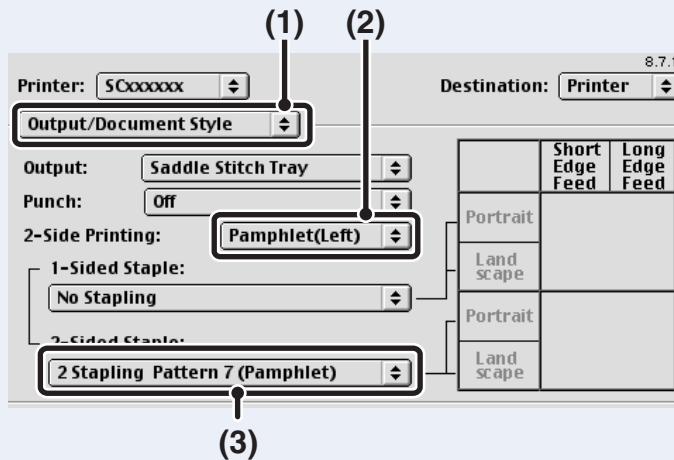 (1) (2)
8.7.1
Printer: SCxxxxxx Destination: Printer
Output/Document Style
Output: Saddle Stitch Tray
Punch: Off
2-Side Printing: Pamphlet(Left)
1-Sided Staple:
No Stapling
2-Sided Staple:
2 Stapling Pattern 7 (Pamphlet)
Short Edge Feed
Long Edge Feed
Portrait
Land
scape
Portrait
Land
scape
(3)